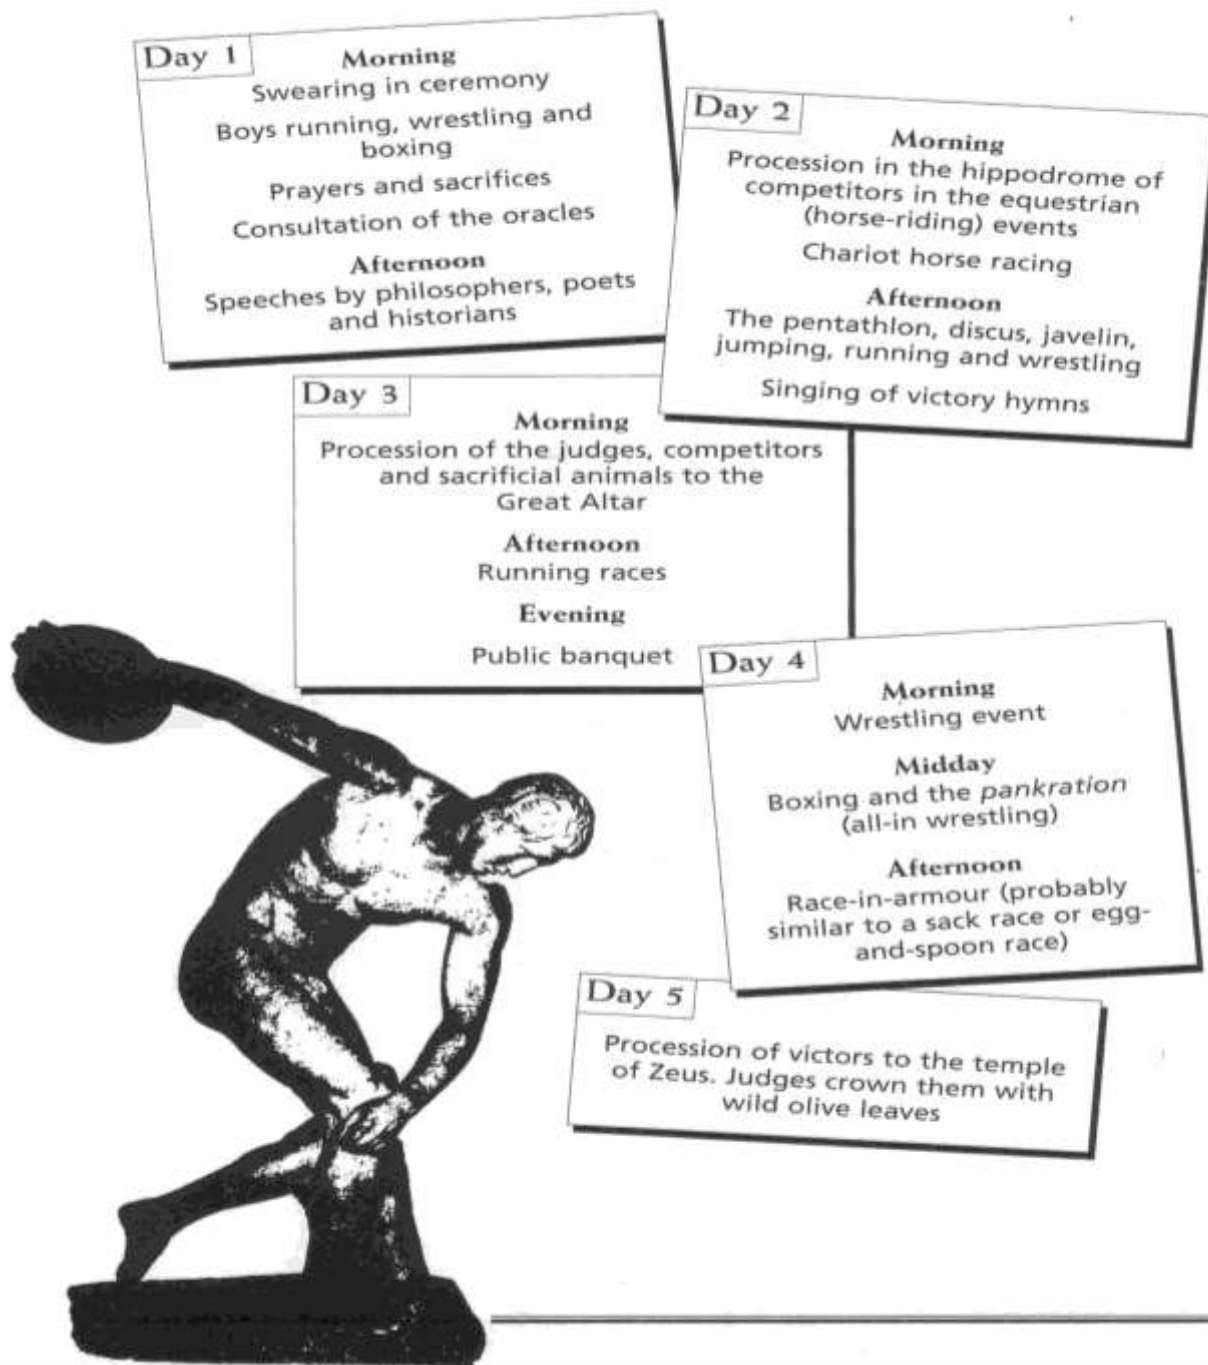 Day 1
Morning
Swearing in ceremony
Boys running, wrestling and
boxing
Prayers and sacrifices
Consultation of the oracles
Afternoon
Speeches by philosophers, poets
and historians
Day 2
Morning
Procession in the hippodrome of
competitors in the equestrian
(horse-riding) events
Chariot horse racing
Afternoon
The pentathlon, discus, javelin,
jumping, running and wrestling
Singing of victory hymns
Day 3
Morning
Procession of the judges, competitors
and sacrificial animals to the
Great Altar
Afternoon
Running races
Evening
Public banquet
Day 4
Morning
Wrestling event
Midday
Boxing and the pankration
(all-in wrestling)
Afternoon
Race-in-armour (probably
similar to a sack race or egg-
and-spoon race)
Day 5
Procession of victors to the temple
of Zeus. Judges crown them with
wild olive leaves